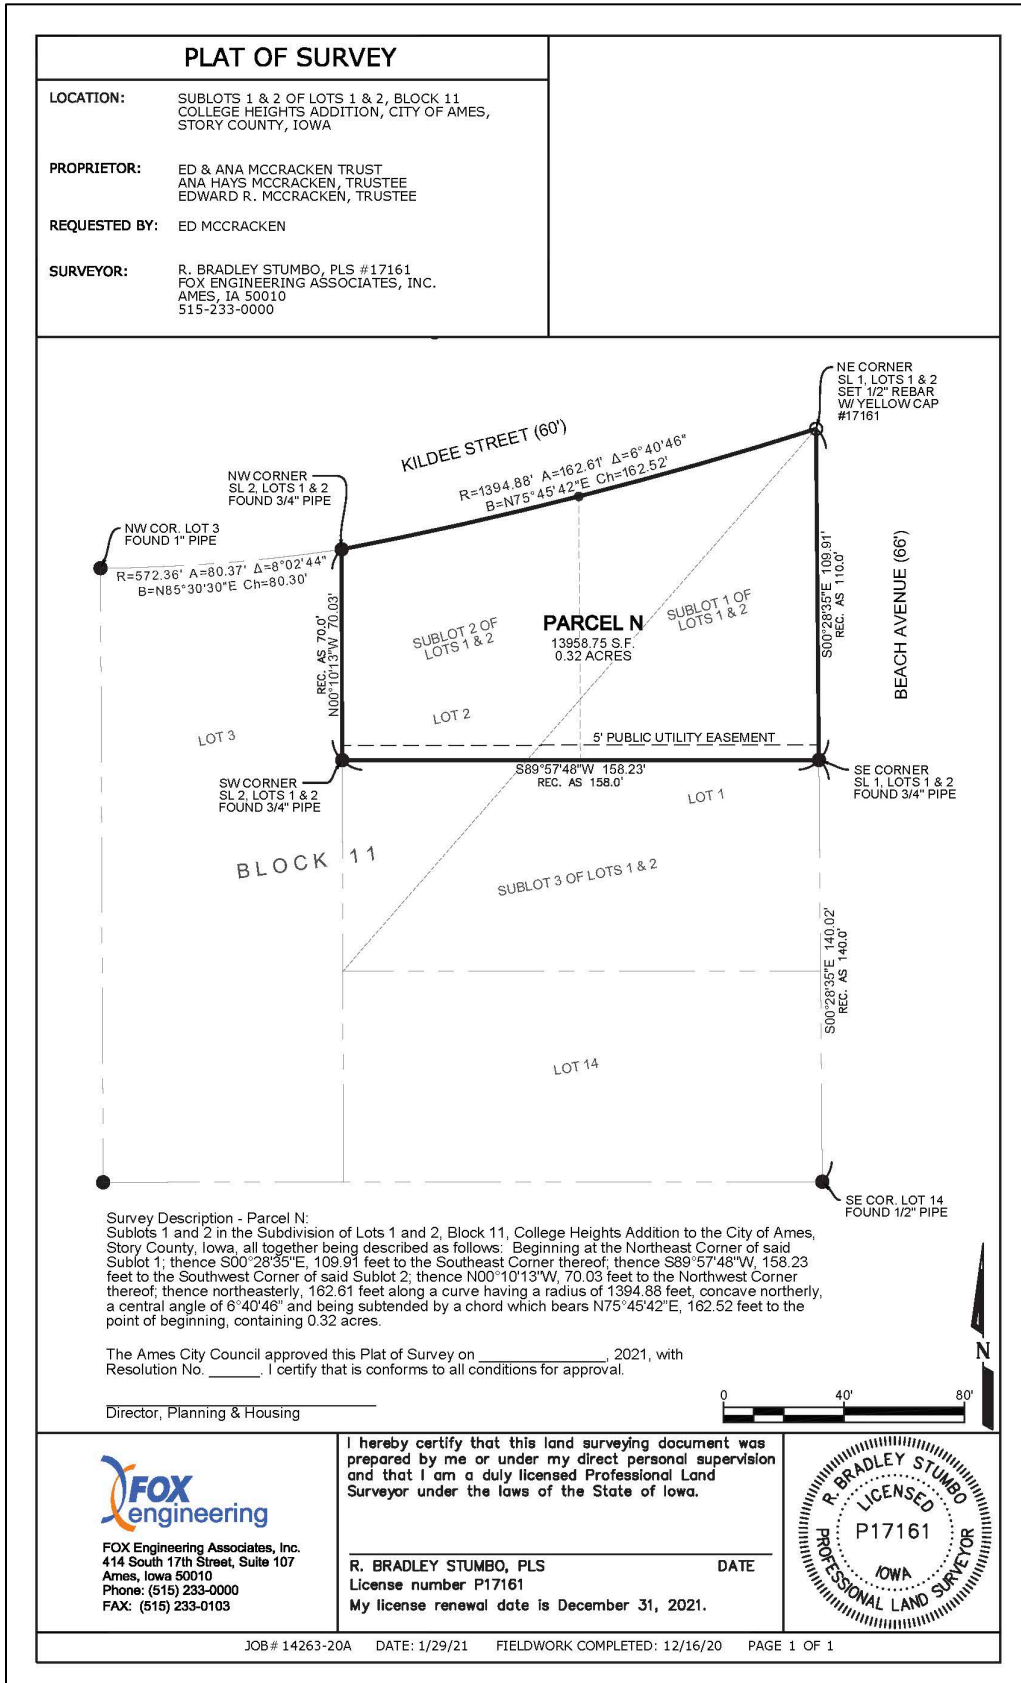 PLAT OF SURVEY
LOCATION: SUBLOTS 1 & 2 OF LOTS 1 & 2, BLOCK 11
COLLEGE HEIGHTS ADDITION, CITY OF AMES,
STORY COUNTY, IOWA
PROPRIETOR: ED & ANA MCCRACKEN TRUST
ANA HAYS MCCRACKEN, TRUSTEE
EDWARD R. MCCRACKEN, TRUSTEE
REQUESTED BY: ED MCCRACKEN
SURVEYOR: R. BRADLEY STUMBO, PLS #17161
FOX ENGINEERING ASSOCIATES, INC.
AMES, IA 50010
515-233-0000
NE CORNER
SL 1, LOTS 1 & 2
SET 1/2" REBAR
W/ YELLOW CAP
#17161
KILDEE STREET (60')
R=1394.88' A=162.61' Δ=6°40'46"
B=N75°45'42"E Ch=162.52'
NW CORNER
SL 2, LOTS 1 & 2
FOUND 3/4" PIPE
NW COR. LOT 3
FOUND 1" PIPE
R=572.36' A=80.37' Δ=8°02'44"
B=N85°30'30"E Ch=80.30'
REC. AS 70.0'
N00°10'13"W 70.03'
SUBLOT 2 OF
LOTS 1 & 2
PARCEL N
13958.75 S.F.
0.32 ACRES
SUBLOT 1 OF
LOTS 1 & 2
S00°28'35"E 109.91'
REC. AS 110.0'
BEACH AVENUE (66')
LOT 2
LOT 3
5' PUBLIC UTILITY EASEMENT
S89°57'48"W 158.23'
REC. AS 158.0'
SW CORNER
SL 2, LOTS 1 & 2
FOUND 3/4" PIPE
SE CORNER
SL 1, LOTS 1 & 2
FOUND 3/4" PIPE
LOT 1
BLOCK 11
SUBLOT 3 OF LOTS 1 & 2
S00°28'35"E 140.02'
REC. AS 140.0'
LOT 14
SE COR. LOT 14
FOUND 1/2" PIPE
Survey Description - Parcel N:
Sublots 1 and 2 in the Subdivision of Lots 1 and 2, Block 11, College Heights Addition to the City of Ames,
Story County, Iowa, all together being described as follows: Beginning at the Northeast Corner of said
Sublot 1; thence S00°28'35"E, 109.91 feet to the Southeast Corner thereof; thence S89°57'48"W, 158.23
feet to the Southwest Corner of said Sublot 2; thence N00°10'13"W, 70.03 feet to the Northwest Corner
thereof; thence northeasterly, 162.61 feet along a curve having a radius of 1394.88 feet, concave northerly,
a central angle of 6°40'46" and being subtended by a chord which bears N75°45'42"E, 162.52 feet to the
point of beginning, containing 0.32 acres.
The Ames City Council approved this Plat of Survey on ________________, 2021, with
Resolution No. ______. I certify that is conforms to all conditions for approval.
Director, Planning & Housing
N
0 40' 80'
FOX
engineering
FOX Engineering Associates, Inc.
414 South 17th Street, Suite 107
Ames, Iowa 50010
Phone: (515) 233-0000
FAX: (515) 233-0103
I hereby certify that this land surveying document was
prepared by me or under my direct personal supervision
and that I am a duly licensed Professional Land
Surveyor under the laws of the State of Iowa.
R. BRADLEY STUMBO, PLS DATE
License number P17161
My license renewal date is December 31, 2021.
R. BRADLEY STUMBO
LICENSED
P17161
IOWA
PROFESSIONAL LAND SURVEYOR
JOB# 14263-20A DATE: 1/29/21 FIELDWORK COMPLETED: 12/16/20 PAGE 1 OF 1